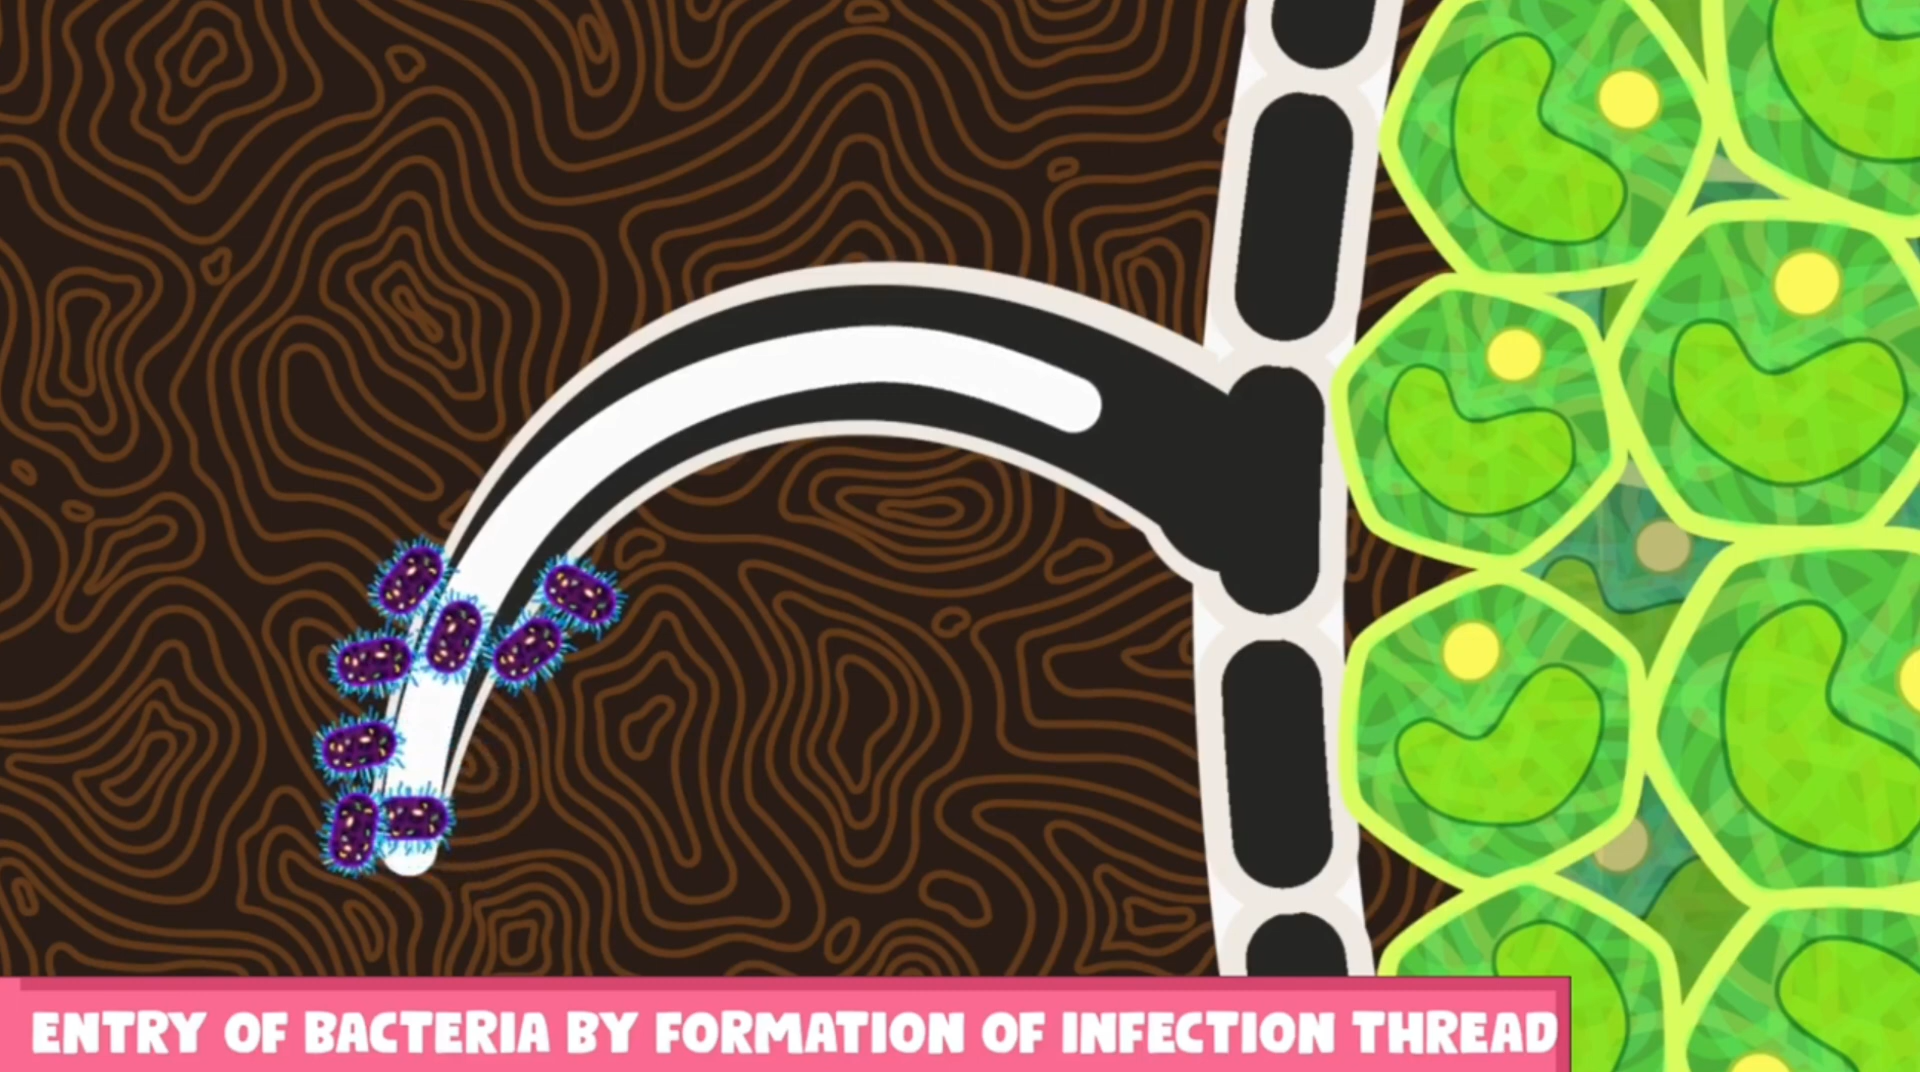 ENTRY OF BACTERIA BY FORMATION OF INFECTION THREAD